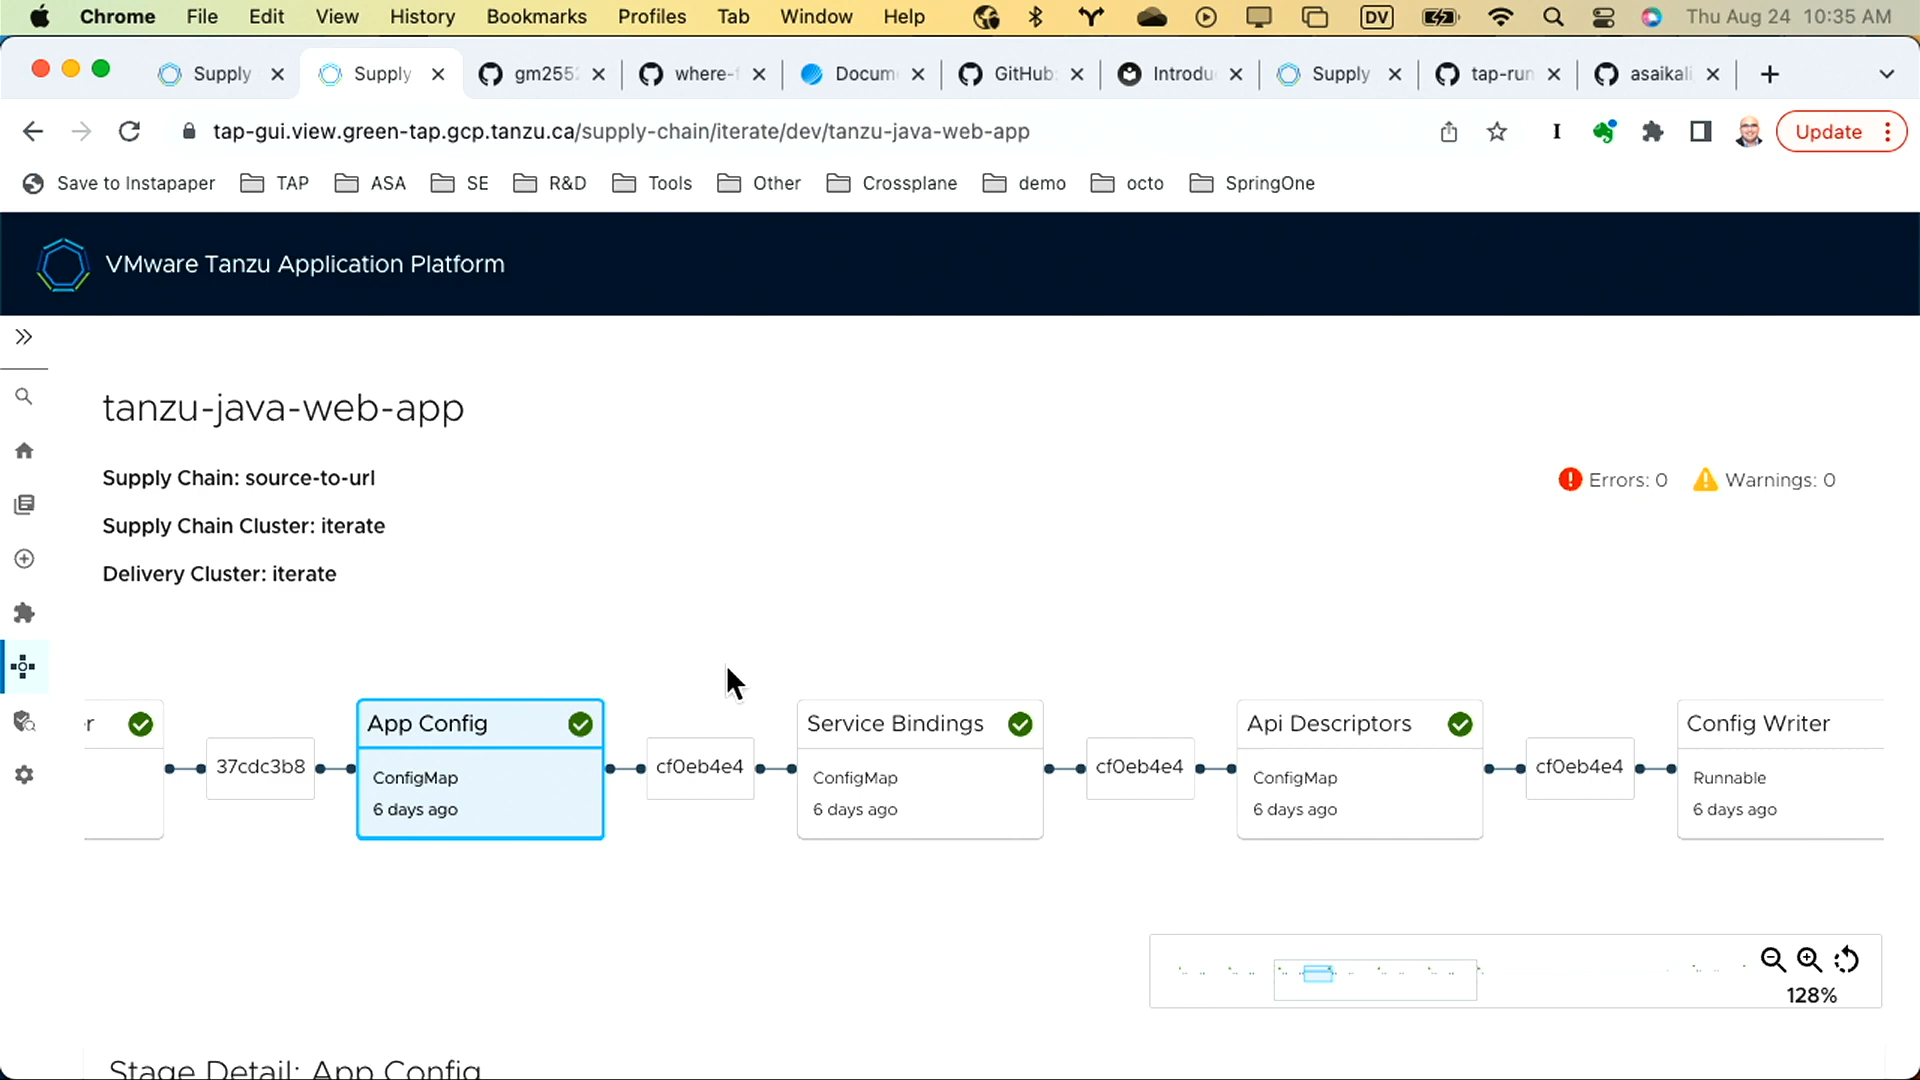 Chrome File Edit View History Bookmarks Profiles Tab Window Help DV Thu Aug 24 10:35 AM
Supply Supply gm255 where- Docum GitHub: Introdu Supply tap-run asaikali
tap-gui.view.green-tap.gcp.tanzu.ca/supply-chain/iterate/dev/tanzu-java-web-app I Update
Save to Instapaper TAP ASA SE R&D Tools Other Crossplane demo octo SpringOne
VMware Tanzu Application Platform
tanzu-java-web-app
Supply Chain: source-to-url
Errors: 0 Warnings: 0
Supply Chain Cluster: iterate
Delivery Cluster: iterate
r App Config Service Bindings Api Descriptors Config Writer
37cdc3b8 cf0eb4e4 cf0eb4e4 cf0eb4e4
ConfigMap ConfigMap ConfigMap Runnable
6 days ago 6 days ago 6 days ago 6 days ago
128%
Stage Detail: App Config